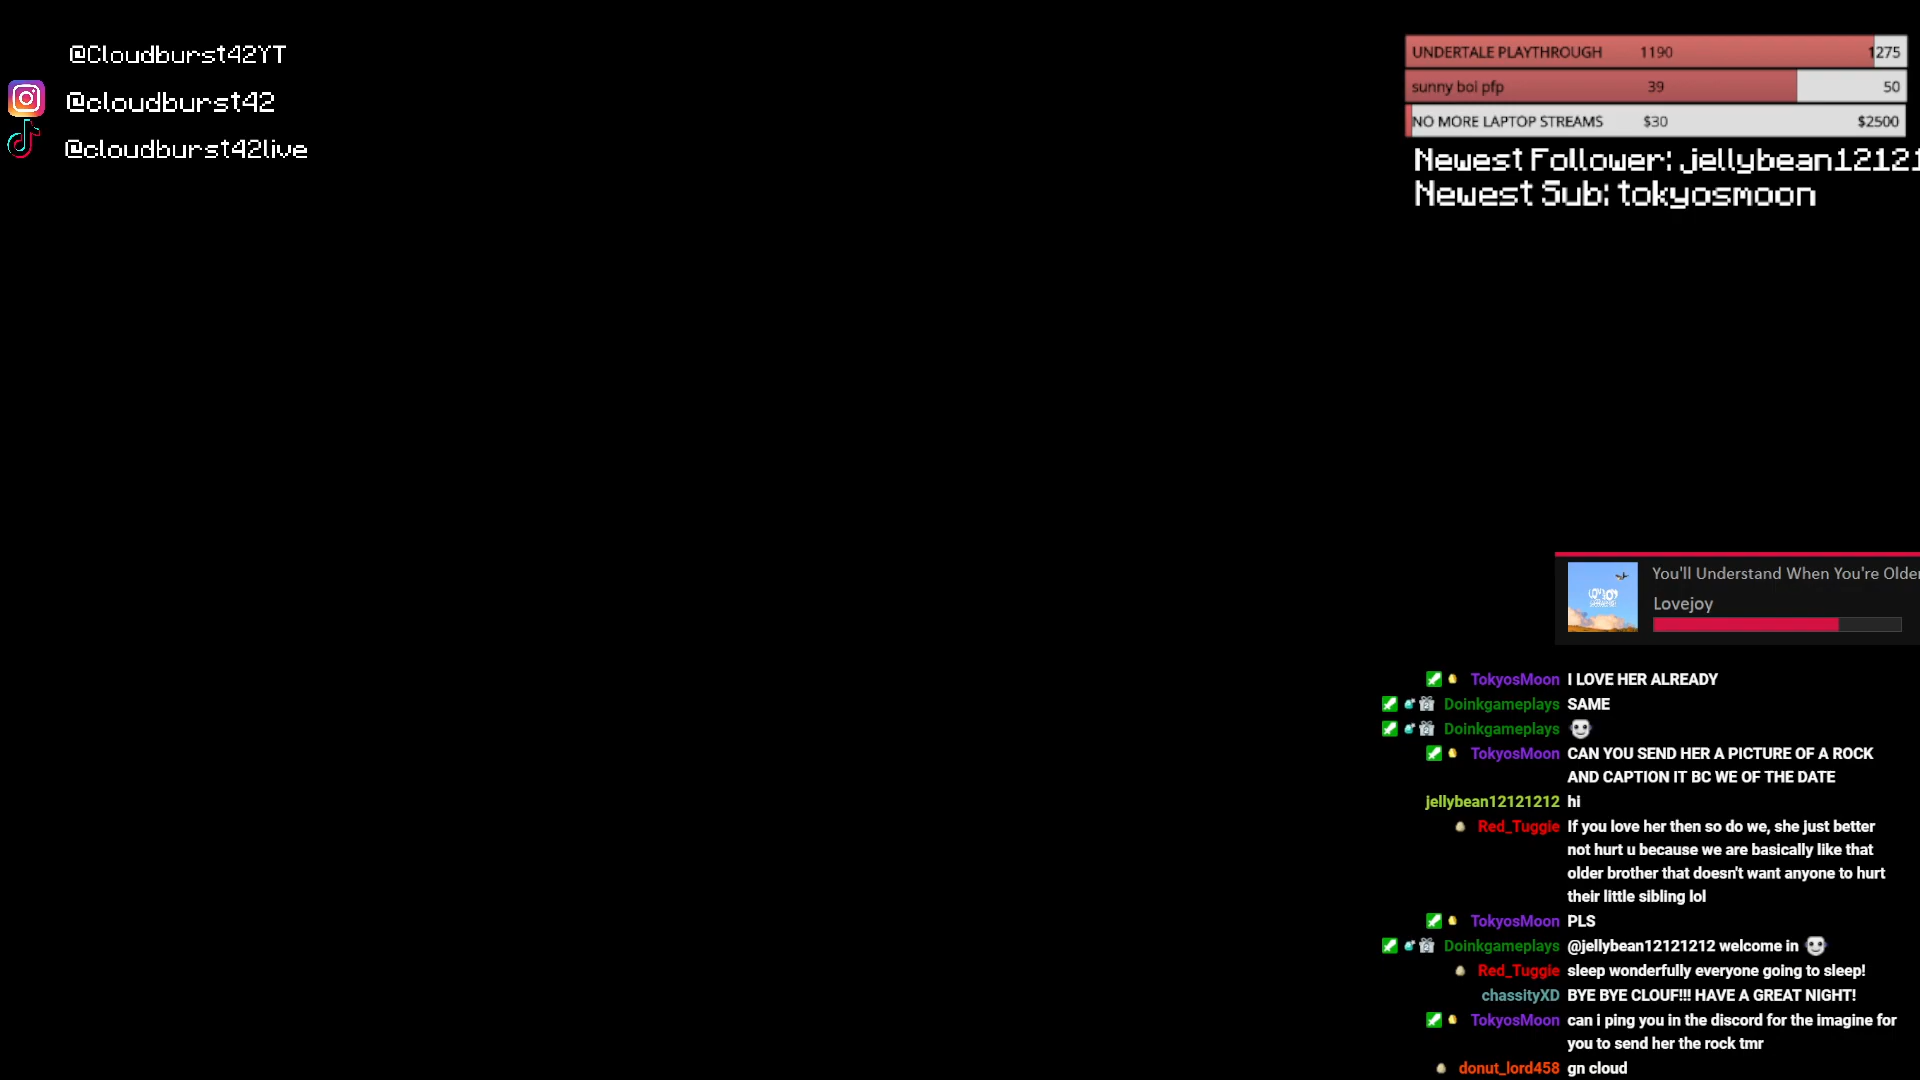 @Cloudburst42YT
@cloudburst42
@cloudburst42live
UNDERTALE PLAYTHROUGH 1190 1275
sunny boi pfp 39 50
NO MORE LAPTOP STREAMS $30 $2500
Newest Follower: jellybean12121
Newest Sub: tokyosmoon
You'll Understand When You're Older
Lovejoy
TokyosMoon I LOVE HER ALREADY
Doinkgameplays SAME
Doinkgameplays
TokyosMoon CAN YOU SEND HER A PICTURE OF A ROCK
AND CAPTION IT BC WE OF THE DATE
jellybean12121212 hi
Red_Tuggie If you love her then so do we, she just better
not hurt u because we are basically like that
older brother that doesn't want anyone to hurt
their little sibling lol
TokyosMoon PLS
Doinkgameplays @jellybean12121212 welcome in
Red_Tuggie sleep wonderfully everyone going to sleep!
chassityXD BYE BYE CLOUF!!! HAVE A GREAT NIGHT!
TokyosMoon can i ping you in the discord for the imagine for
you to send her the rock tmr
donut_lord458 gn cloud